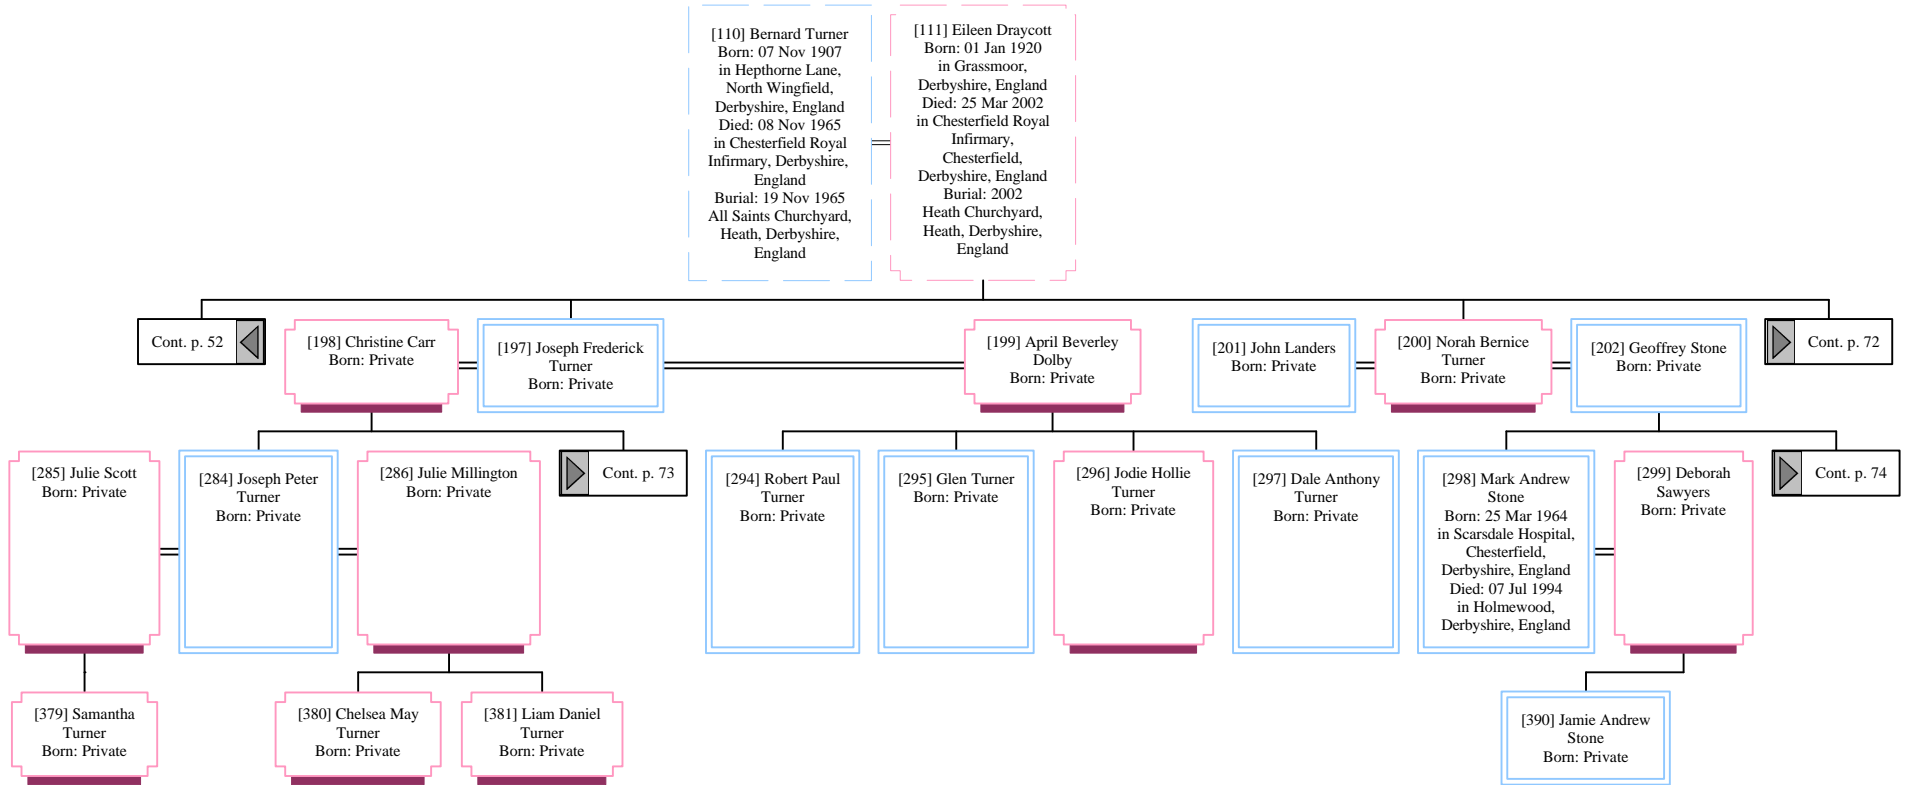 [110] Bernard Turner
Born: 07 Nov 1907
in Hepthorne Lane,
North Wingfield,
Derbyshire, England
Died: 08 Nov 1965
in Chesterfield Royal
Infirmary, Derbyshire,
England
Burial: 19 Nov 1965
All Saints Churchyard,
Heath, Derbyshire,
England
[111] Eileen Draycott
Born: 01 Jan 1920
in Grassmoor,
Derbyshire, England
Died: 25 Mar 2002
in Chesterfield Royal
Infirmary,
Chesterfield,
Derbyshire, England
Burial: 2002
Heath Churchyard,
Heath, Derbyshire,
England
Cont. p. 52
[198] Christine Carr
Born: Private
[197] Joseph Frederick
Turner
Born: Private
[199] April Beverley
Dolby
Born: Private
[201] John Landers
Born: Private
[200] Norah Bernice
Turner
Born: Private
[202] Geoffrey Stone
Born: Private
Cont. p. 72
[285] Julie Scott
Born: Private
[284] Joseph Peter
Turner
Born: Private
[286] Julie Millington
Born: Private
Cont. p. 73
[294] Robert Paul
Turner
Born: Private
[295] Glen Turner
Born: Private
[296] Jodie Hollie
Turner
Born: Private
[297] Dale Anthony
Turner
Born: Private
[298] Mark Andrew
Stone
Born: 25 Mar 1964
in Scarsdale Hospital,
Chesterfield,
Derbyshire, England
Died: 07 Jul 1994
in Holmewood,
Derbyshire, England
[299] Deborah
Sawyers
Born: Private
Cont. p. 74
[379] Samantha
Turner
Born: Private
[380] Chelsea May
Turner
Born: Private
[381] Liam Daniel
Turner
Born: Private
[390] Jamie Andrew
Stone
Born: Private